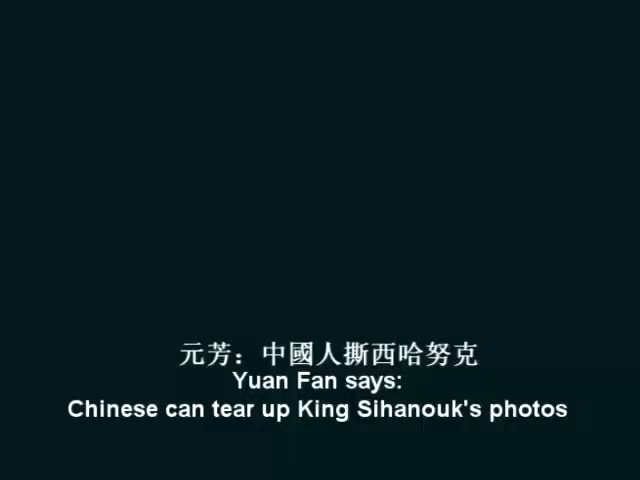 元芳：中國人撕西哈努克
Yuan Fan says:
Chinese can tear up King Sihanouk's photos